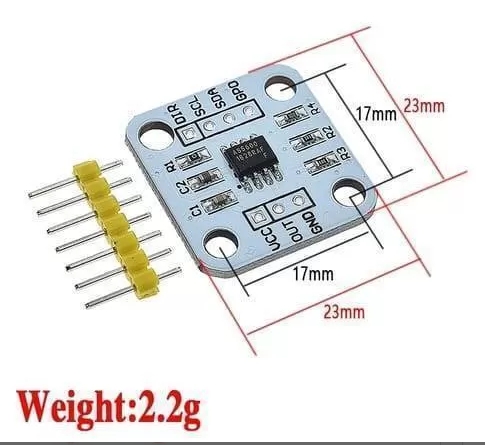 DIR
SCL
SDA
GPO
R1
C2
C1
AS5600
R4
R2
R3
VCC
OUT
GND
17mm
23mm
17mm
23mm
Weight:2.2g